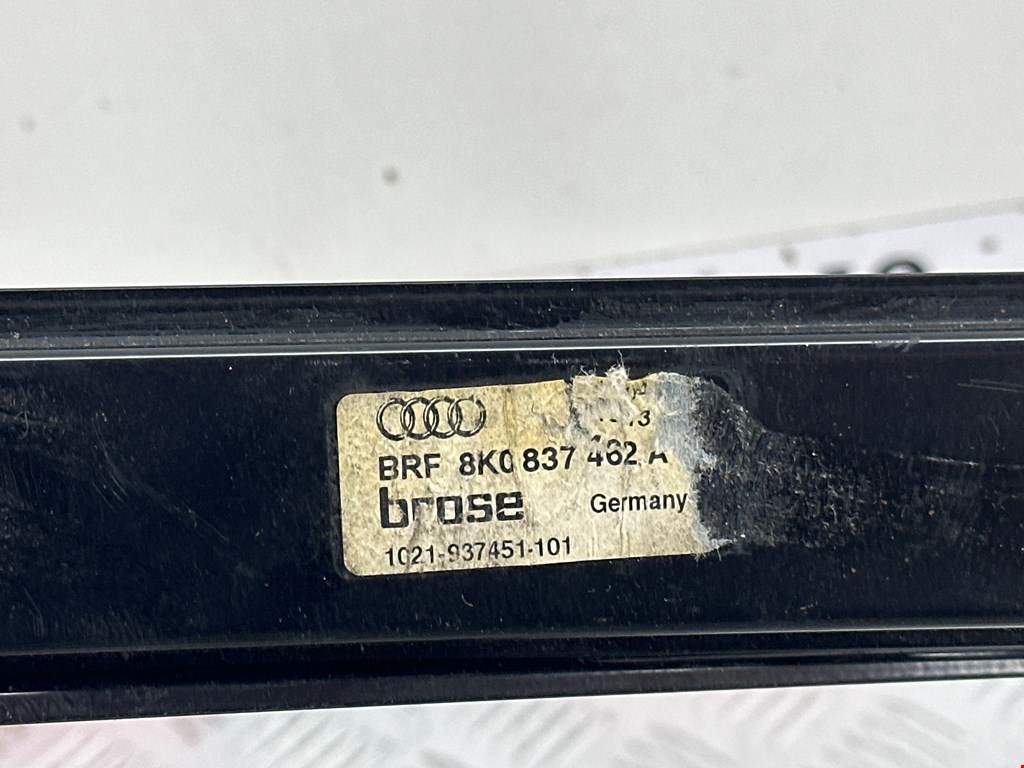 BRF 8K0 837 462 A
brose Germany
1021-937451-101